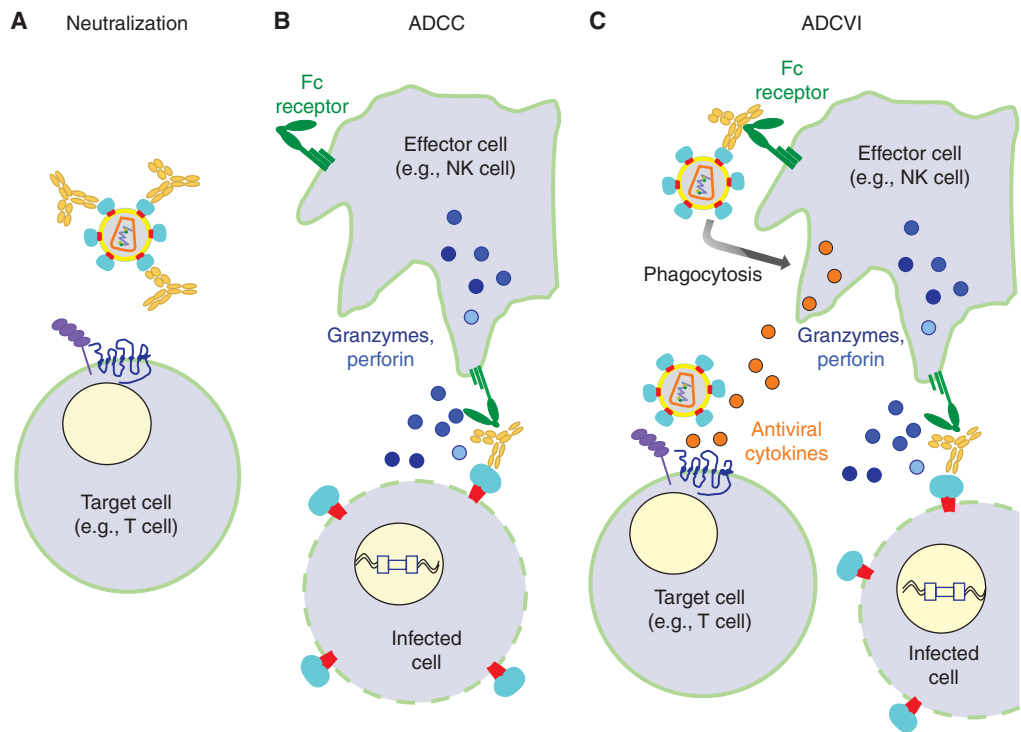 A
Neutralization
Target cell
(e.g., T cell)
B
ADCC
Fc
receptor
Effector cell
(e.g., NK cell)
Granzymes,
perforin
Infected
cell
C
ADCVI
Fc
receptor
Effector cell
(e.g., NK cell)
Phagocytosis
Granzymes,
perforin
Antiviral
cytokines
Target cell
(e.g., T cell)
Infected
cell